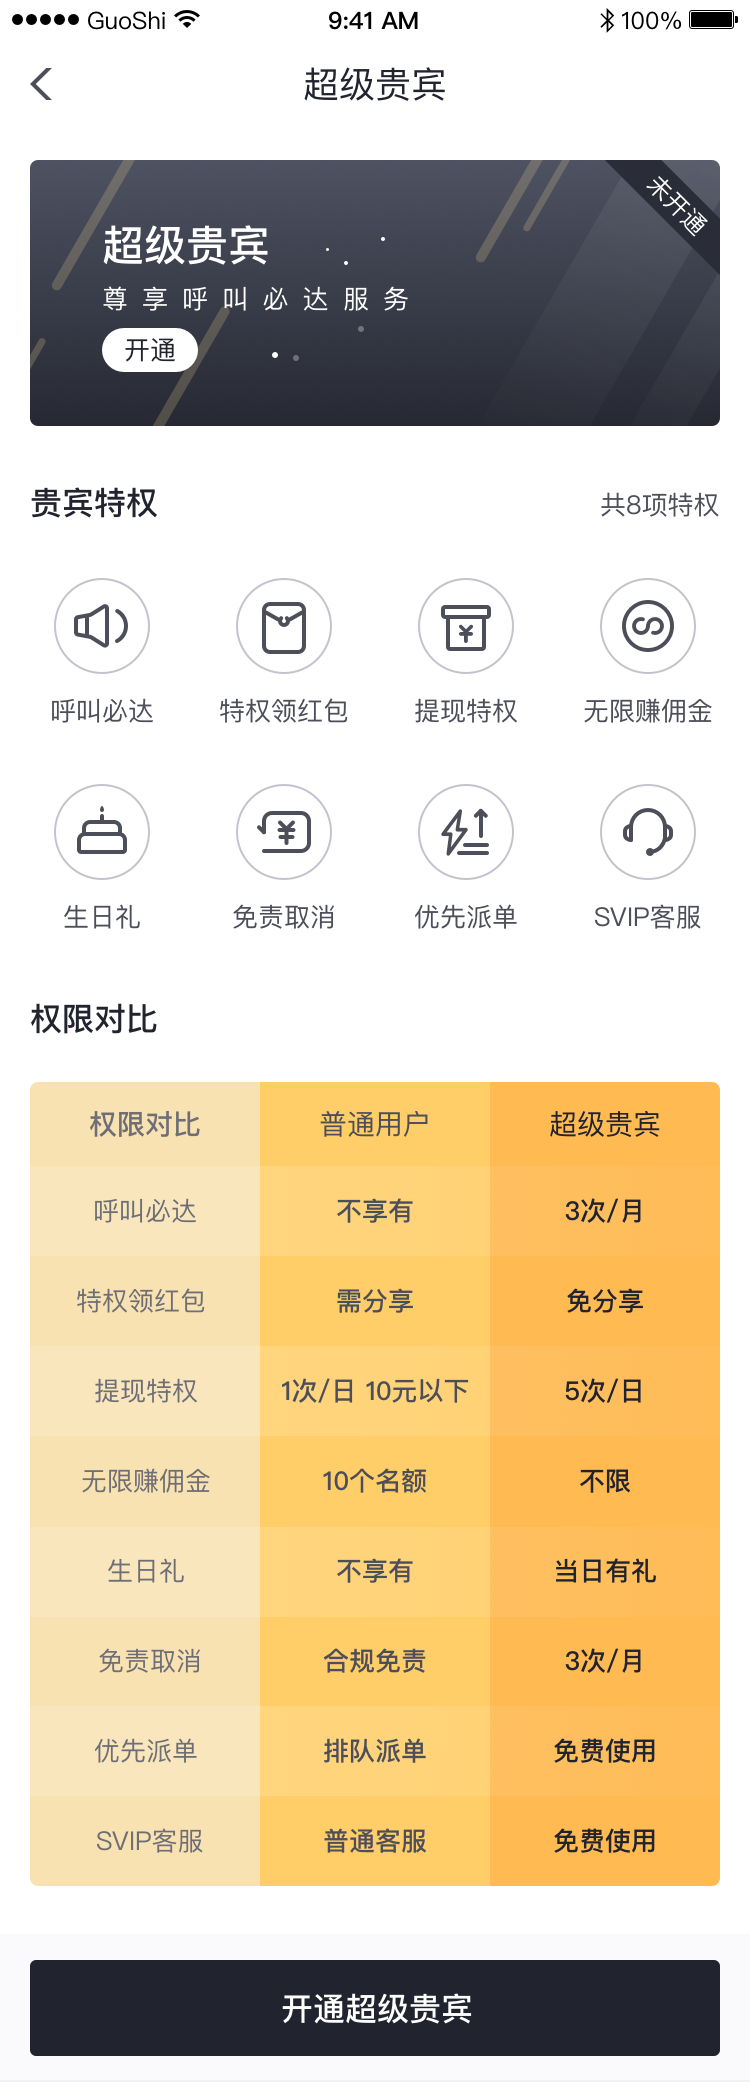 GuoShi 9:41 AM 100%
超级贵宾
未开通
超级贵宾
尊享呼叫必达服务
开通
贵宾特权 共8项特权
呼叫必达 特权领红包 提现特权 无限赚佣金
生日礼 免责取消 优先派单 SVIP客服
权限对比
权限对比 普通用户 超级贵宾
呼叫必达 不享有 3次/月
特权领红包 需分享 免分享
提现特权 1次/日 10元以下 5次/日
无限赚佣金 10个名额 不限
生日礼 不享有 当日有礼
免责取消 合规免责 3次/月
优先派单 排队派单 免费使用
SVIP客服 普通客服 免费使用
开通超级贵宾